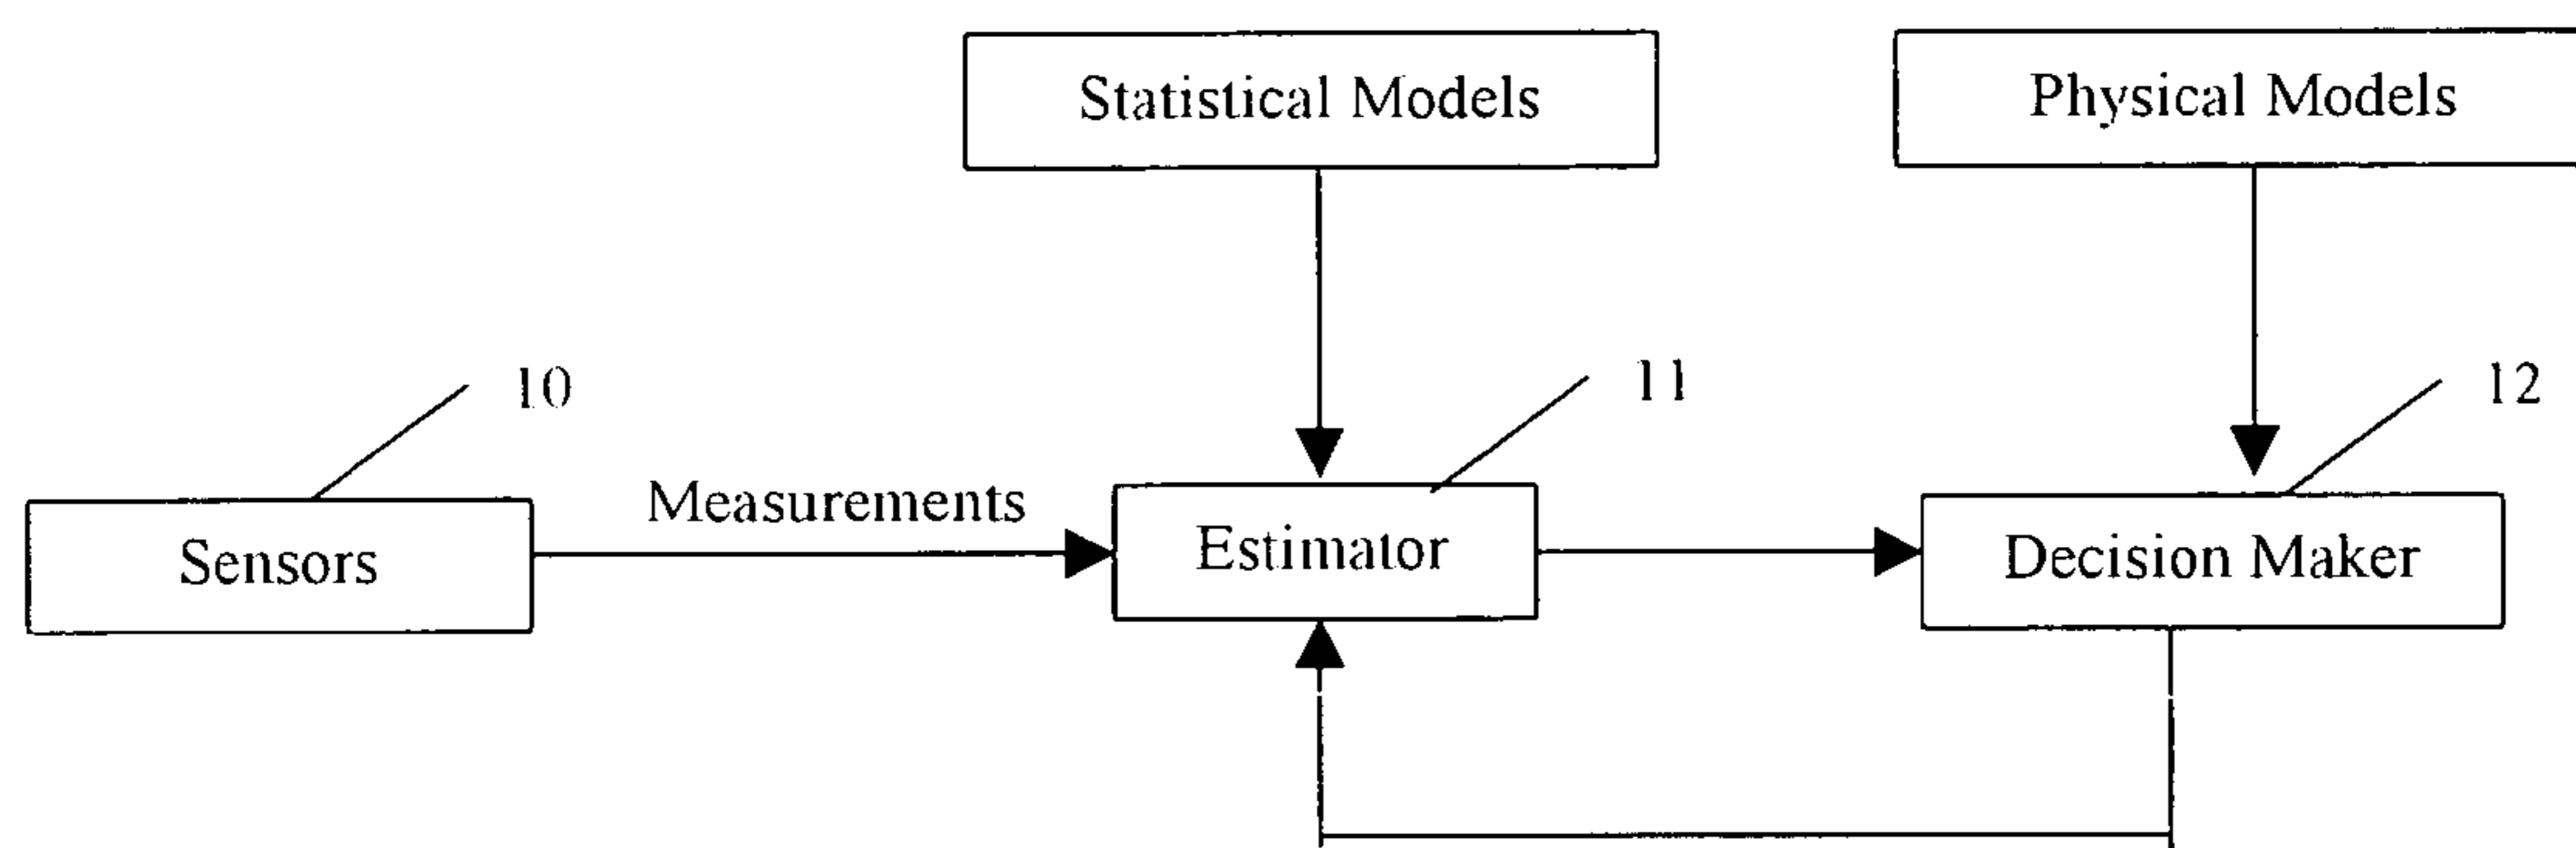 Statistical Models
Physical Models
10
11
12
Measurements
Sensors
Estimator
Decision Maker